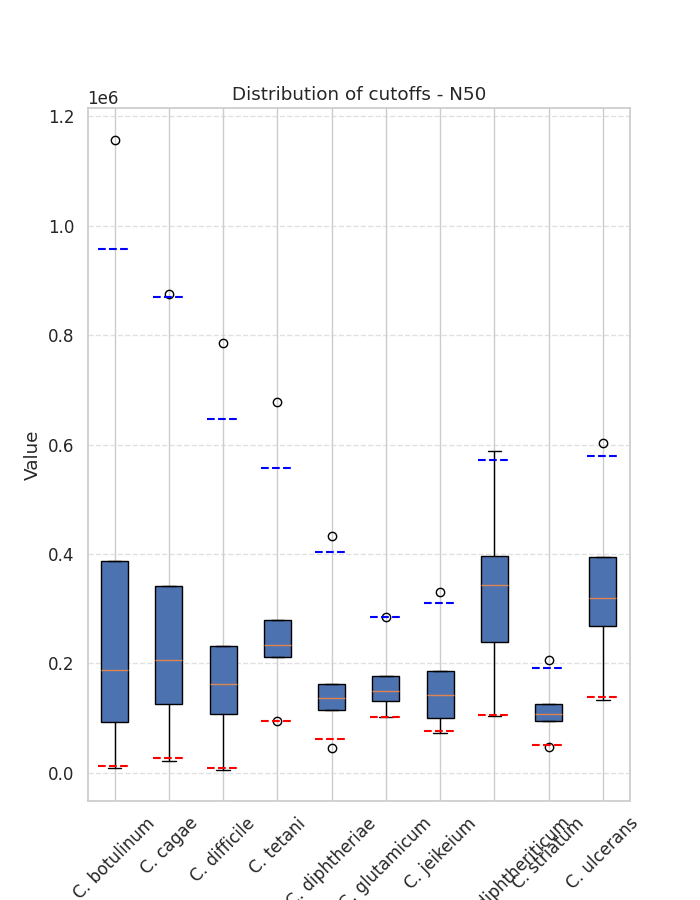 Distribution of cutoffs - N50
1e6
1.2
1.0
0.8
0.6
0.4
0.2
0.0
Value
C. botulinum
C. cagae
C. difficile
C. tetani
C. diphtheriae
C. glutamicum
C. jeikeium
diphtheriticum
C. striatum
C. ulcerans